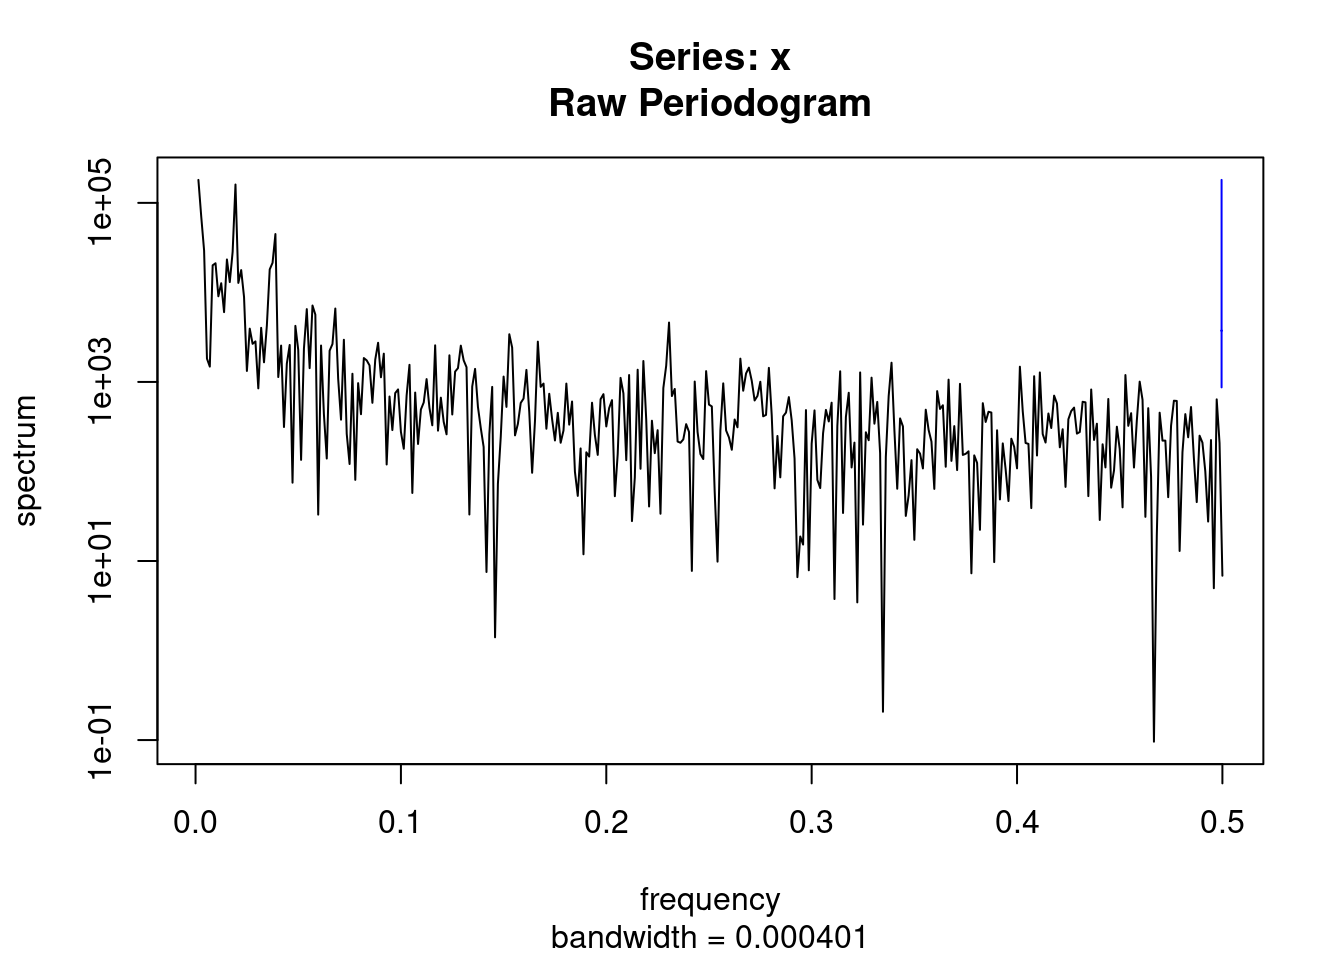 Series: x
Raw Periodogram
1e+05
1e+03
1e+01
1e-01
spectrum
0.0 0.1 0.2 0.3 0.4 0.5
frequency
bandwidth = 0.000401